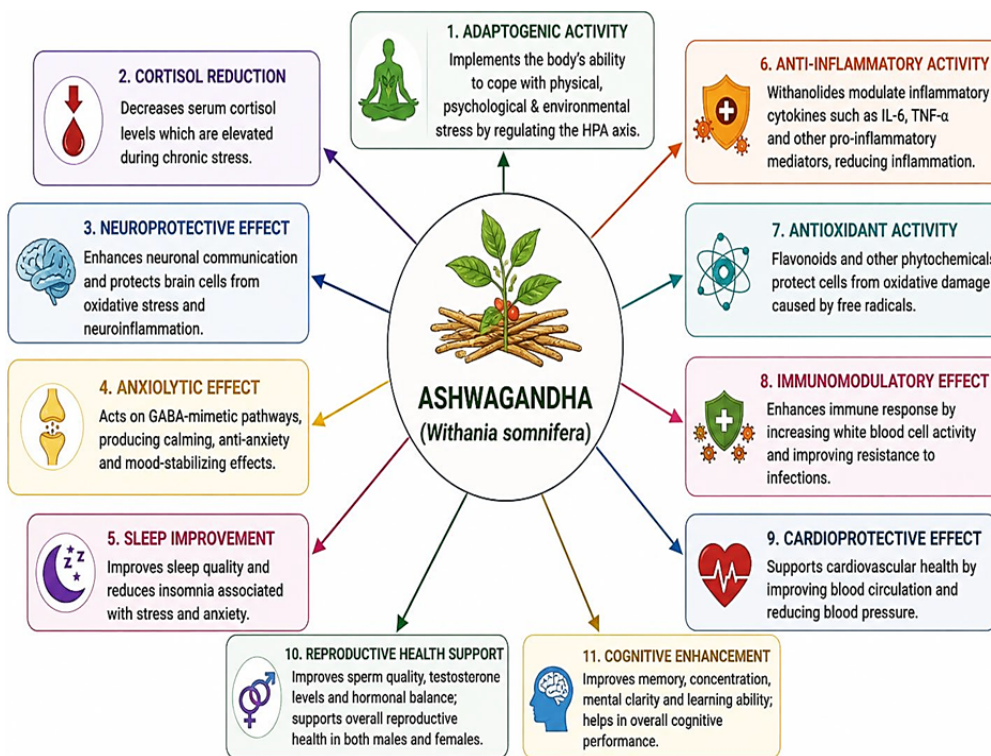 1. ADAPTOGENIC ACTIVITY
Implements the body's ability
to cope with physical,
psychological & environmental
stress by regulating the HPA axis.
2. CORTISOL REDUCTION
Decreases serum cortisol
levels which are elevated
during chronic stress.
3. NEUROPROTECTIVE EFFECT
Enhances neuronal communication
and protects brain cells from
oxidative stress and
neuroinflammation.
4. ANXIOLYTIC EFFECT
Acts on GABA-mimetic pathways,
producing calming, anti-anxiety
and mood-stabilizing effects.
5. SLEEP IMPROVEMENT
z z
z
Improves sleep quality and
reduces insomnia associated
with stress and anxiety.
ASHWAGANDHA
(Withania somnifera)
6. ANTI-INFLAMMATORY ACTIVITY
Withanolides modulate inflammatory
cytokines such as IL-6, TNF-α
and other pro-inflammatory
mediators, reducing inflammation.
7. ANTIOXIDANT ACTIVITY
Flavonoids and other phytochemicals
protect cells from oxidative damage
caused by free radicals.
8. IMMUNOMODULATORY EFFECT
Enhances immune response by
increasing white blood cell activity
and improving resistance to
infections.
9. CARDIOPROTECTIVE EFFECT
Supports cardiovascular health by
improving blood circulation and
reducing blood pressure.
10. REPRODUCTIVE HEALTH SUPPORT
Improves sperm quality, testosterone
levels and hormonal balance;
supports overall reproductive
health in both males and females.
11. COGNITIVE ENHANCEMENT
Improves memory, concentration,
mental clarity and learning ability;
helps in overall cognitive
performance.